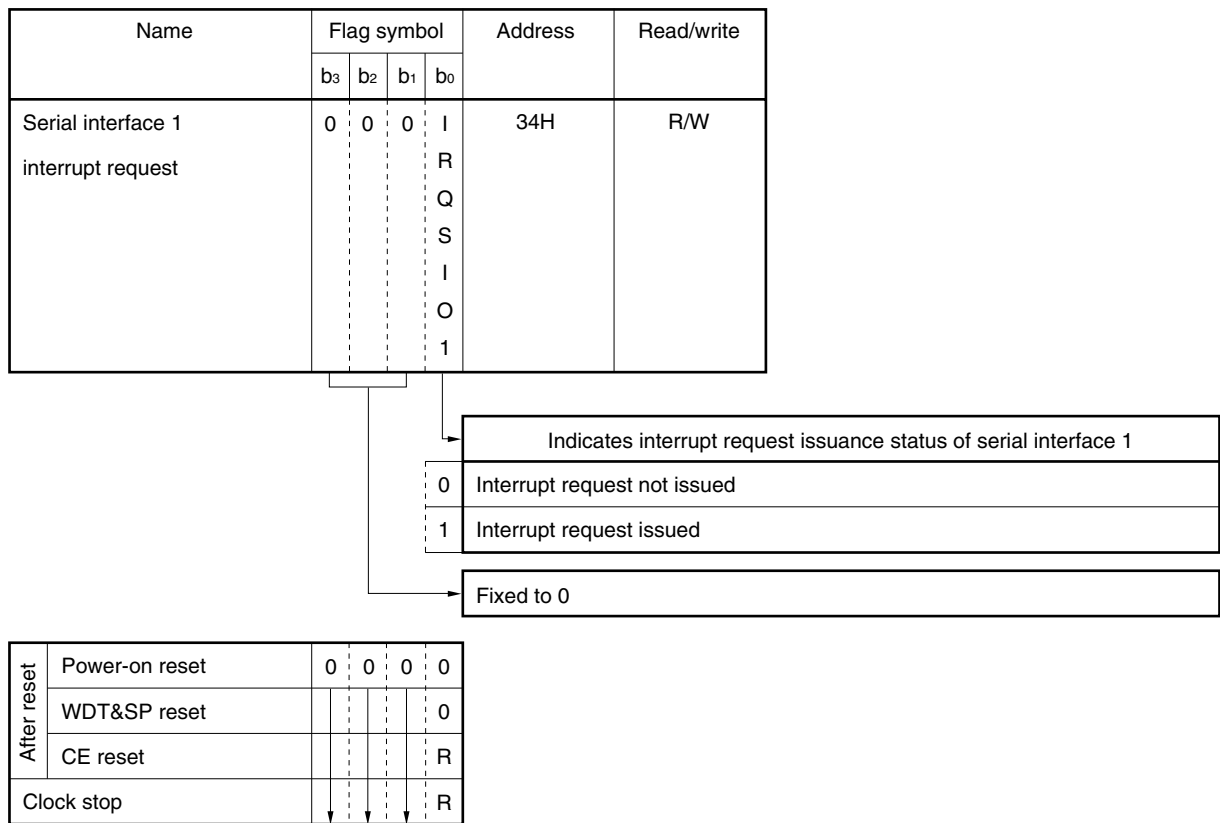 Name Flag symbol Address Read/write
b3 b2 b1 b0
Serial interface 1 0 0 0 I 34H R/W
interrupt request R
Q
S
I
O
1
Indicates interrupt request issuance status of serial interface 1
0 Interrupt request not issued
1 Interrupt request issued
Fixed to 0
After reset
Power-on reset 0 0 0 0
WDT&SP reset 0
CE reset R
Clock stop R